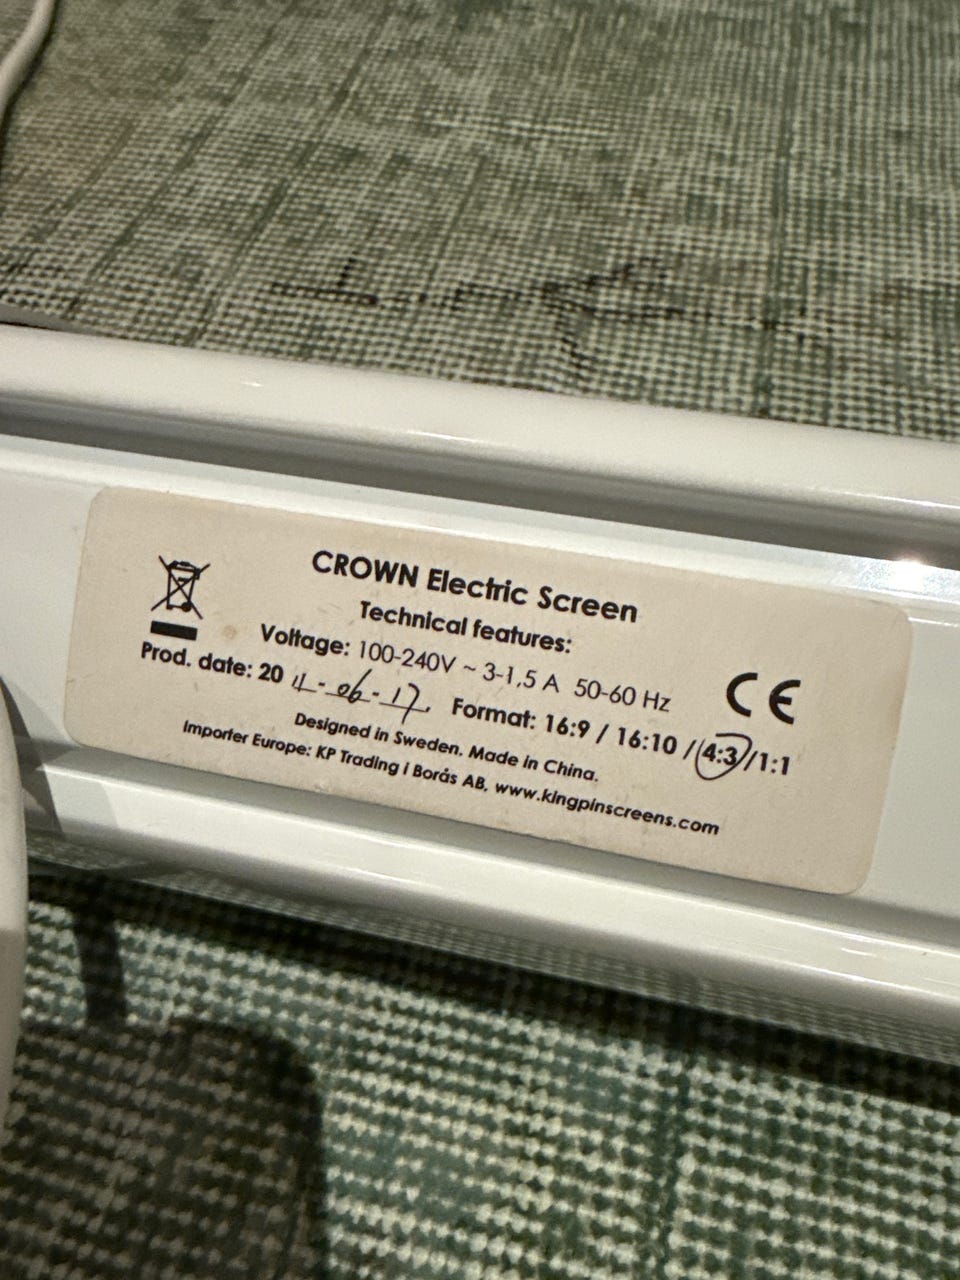 CROWN Electric Screen
Technical features:
Voltage: 100-240V ~ 3-1,5 A 50-60 Hz
Prod. date: 20 14-06-17. Format: 16:9 / 16:10 / 4:3 / 1:1
Designed in Sweden. Made in China.
Importer Europe: KP Trading i Borås AB, www.kingpinscreens.com
CE